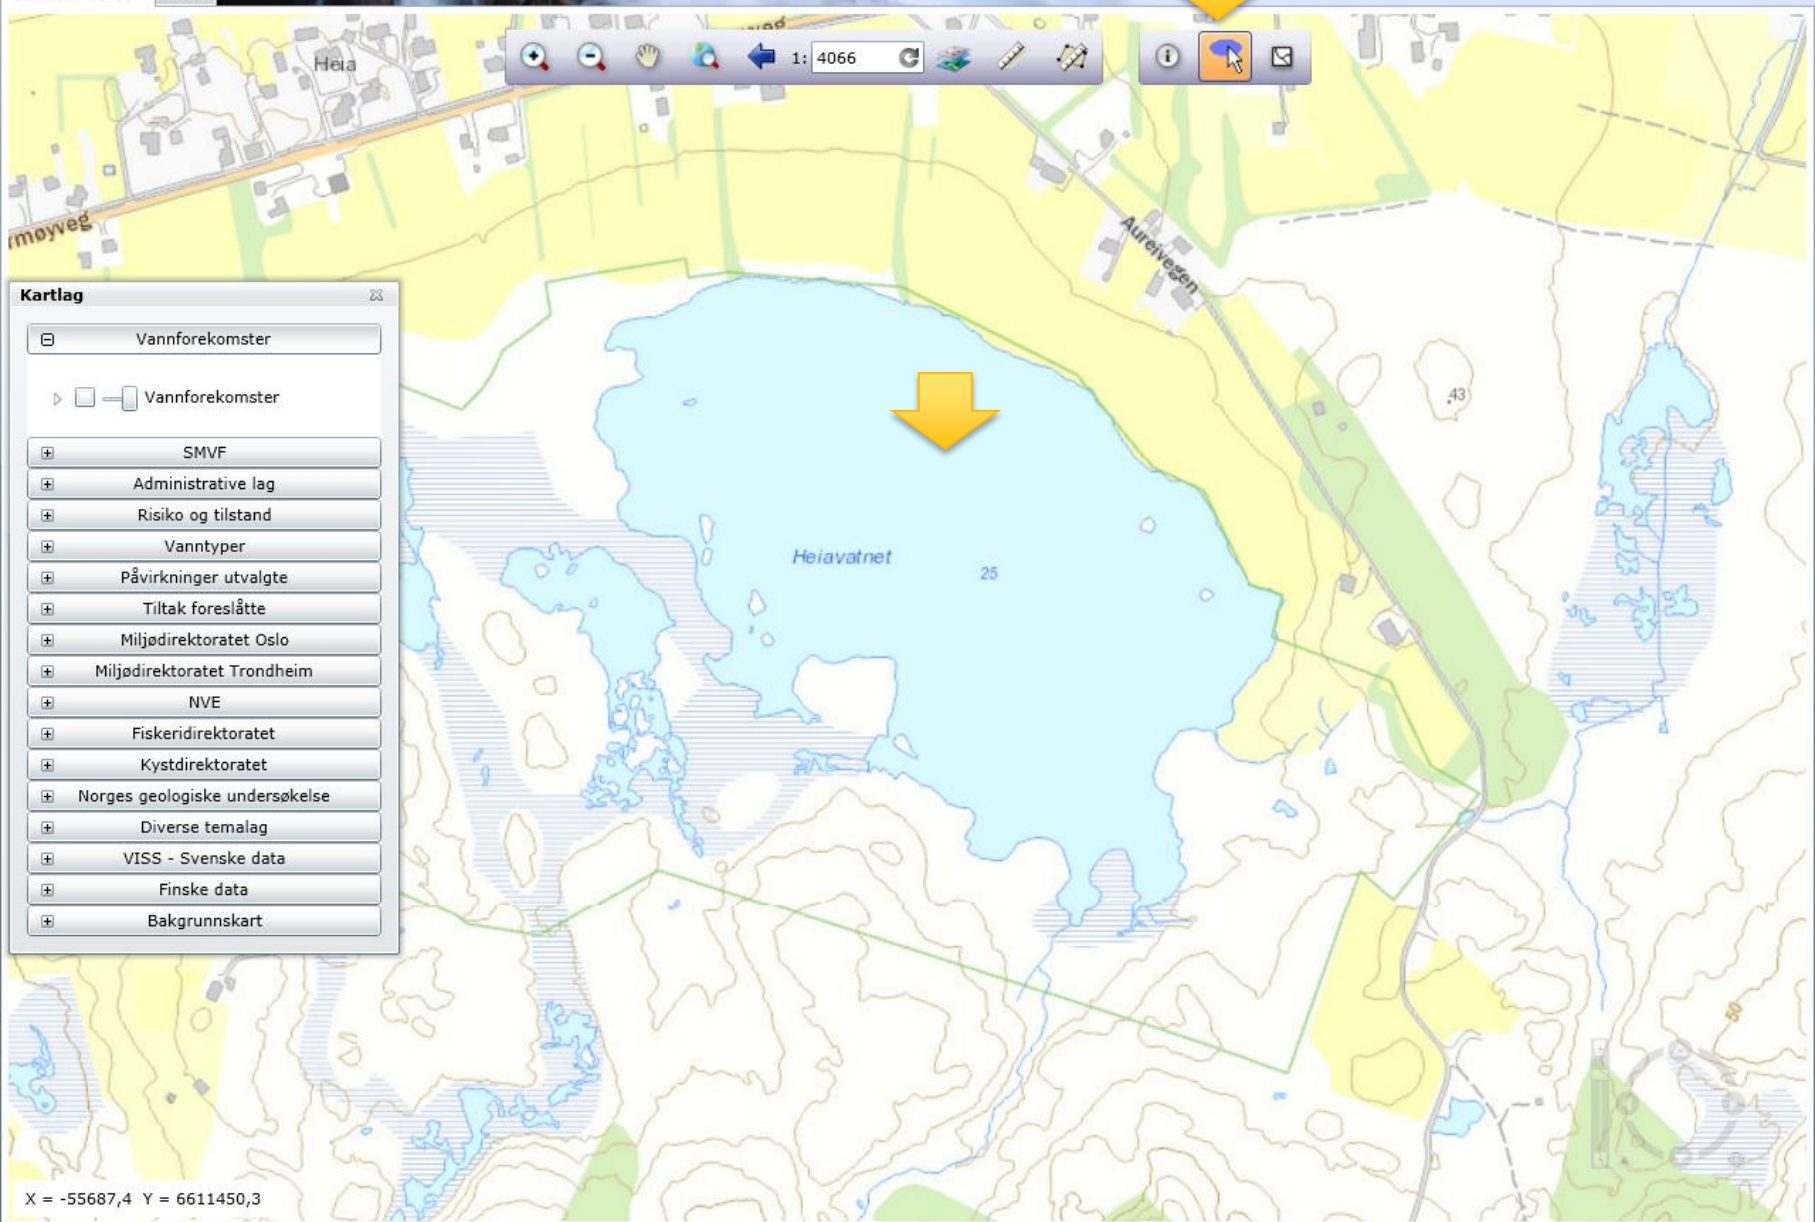 Heia
1: 4066
rmøyveg
Aureivegen
Kartlag
Vannforekomster
Vannforekomster
43
SMVF
Administrative lag
Risiko og tilstand
Vanntyper
Heiavatnet
25
Påvirkninger utvalgte
Tiltak foreslåtte
Miljødirektoratet Oslo
Miljødirektoratet Trondheim
NVE
Fiskeridirektoratet
Kystdirektoratet
Norges geologiske undersøkelse
Diverse temalag
VISS - Svenske data
Finske data
Bakgrunnskart
50
X = -55687,4 Y = 6611450,3